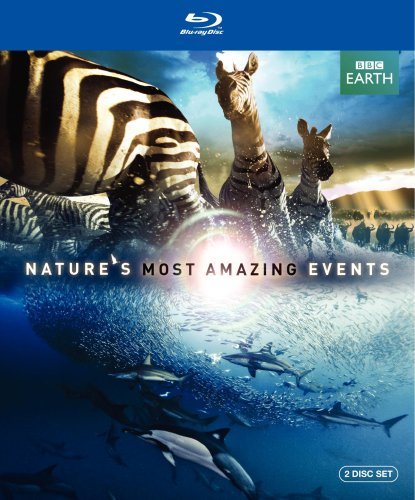 Blu-ray Disc
BBC
EARTH
NATURE'S MOST AMAZING EVENTS
2 DISC SET